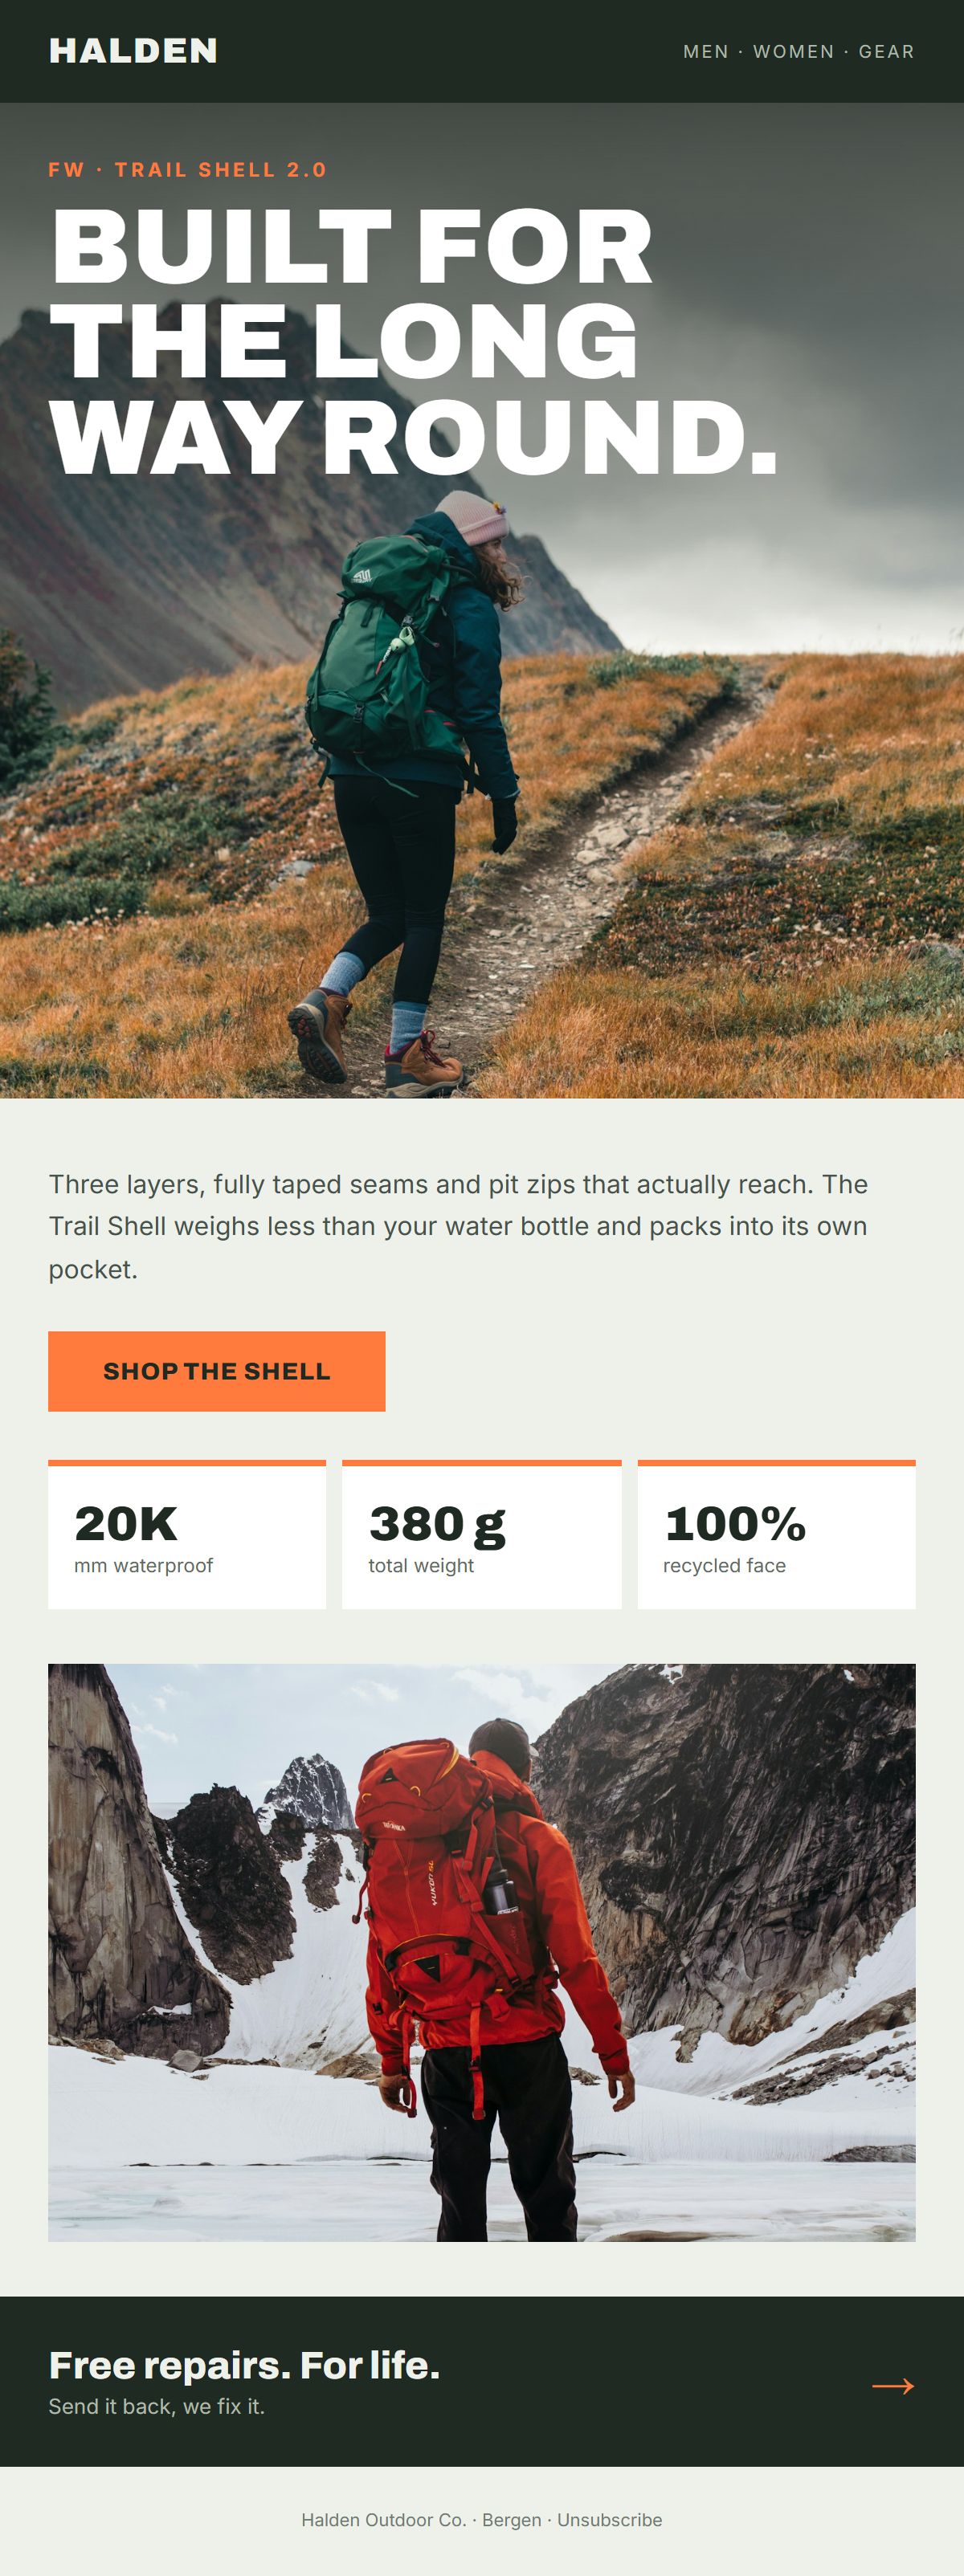 HALDEN
MEN · WOMEN · GEAR
FW · TRAIL SHELL 2.0
BUILT FOR
THE LONG
WAY ROUND.
Three layers, fully taped seams and pit zips that actually reach. The
Trail Shell weighs less than your water bottle and packs into its own
pocket.
SHOP THE SHELL
20K
mm waterproof
380 g
total weight
100%
recycled face
TATONKA
YUKON
Free repairs. For life.
Send it back, we fix it.
→
Halden Outdoor Co. · Bergen · Unsubscribe